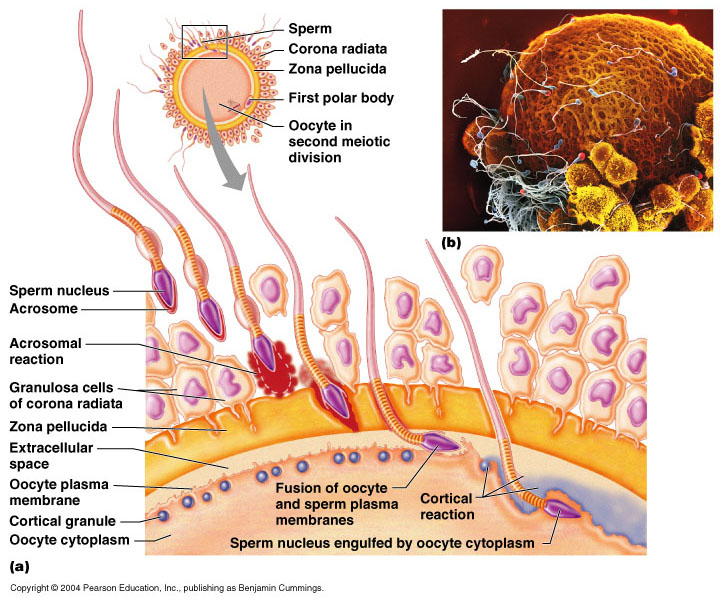 Sperm
Corona radiata
Zona pellucida
First polar body
Oocyte in
second meiotic
division
(b)
Sperm nucleus
Acrosome
Acrosomal
reaction
Granulosa cells
of corona radiata
Zona pellucida
Extracellular
space
Oocyte plasma
membrane
Cortical granule
Oocyte cytoplasm
Fusion of oocyte
and sperm plasma
membranes
Cortical
reaction
Sperm nucleus engulfed by oocyte cytoplasm
(a)
Copyright © 2004 Pearson Education, Inc., publishing as Benjamin Cummings.